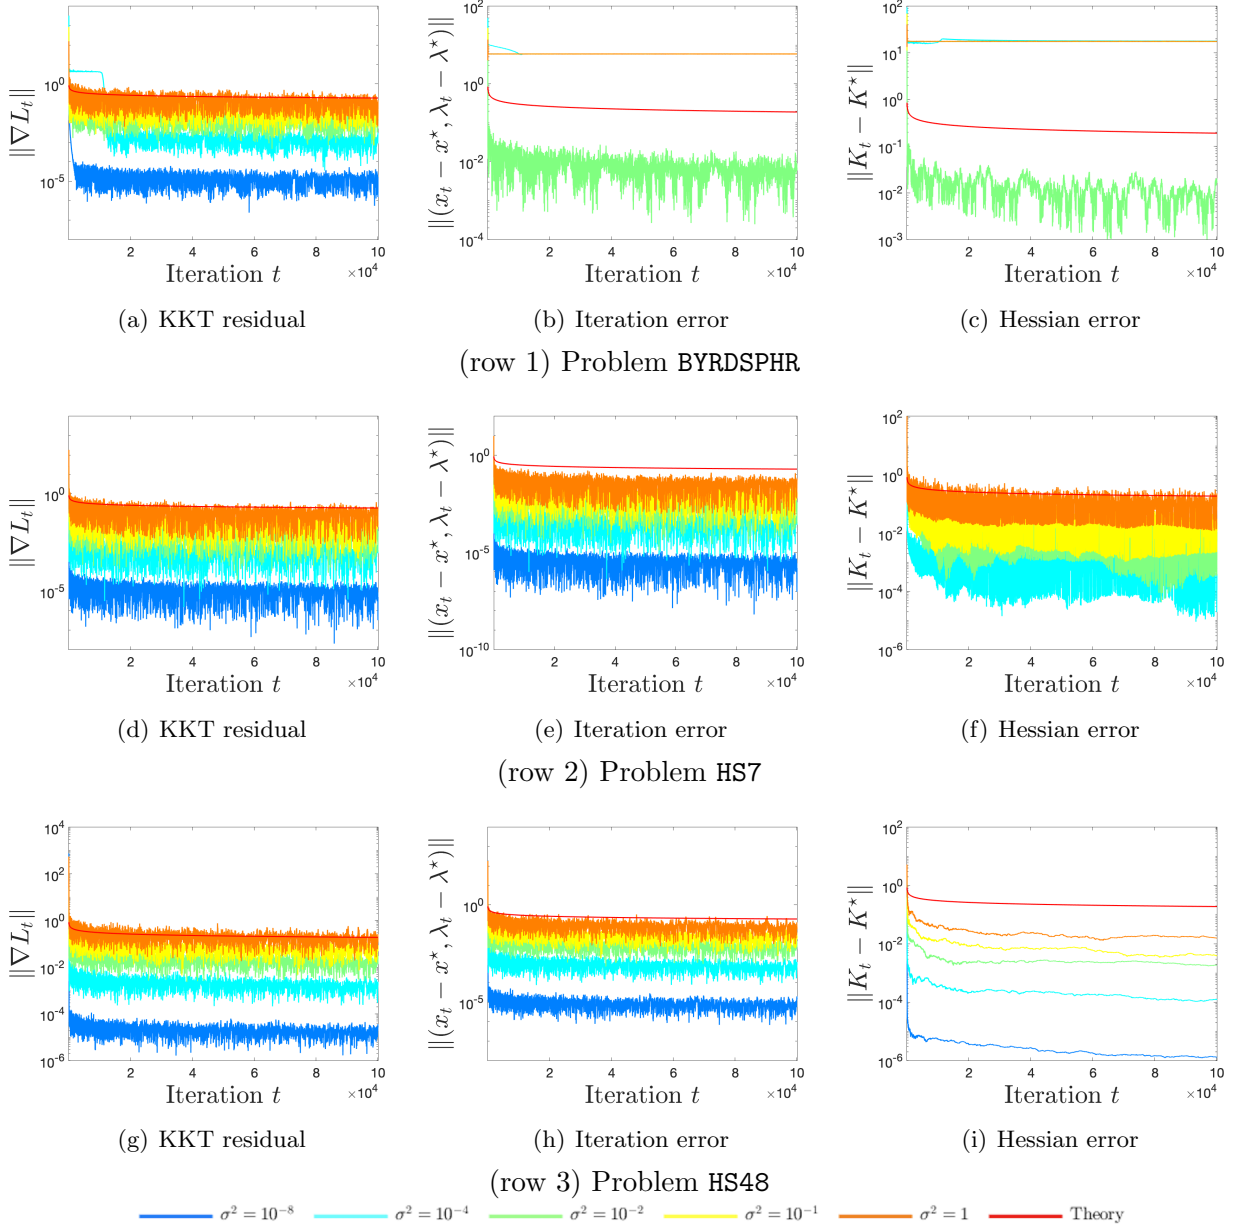 ‖∇L_t‖
10^0
10^-5
2 4 6 8 10
×10^4
Iteration t
(a) KKT residual
‖(x_t − x^⋆, λ_t − λ^⋆)‖
10^2
10^0
10^-2
10^-4
2 4 6 8 10
×10^4
Iteration t
(b) Iteration error
‖K_t − K^⋆‖
10^2
10^1
10^0
10^-1
10^-2
10^-3
2 4 6 8 10
×10^4
Iteration t
(c) Hessian error
(row 1) Problem BYRDSPHR
‖∇L_t‖
10^0
10^-5
2 4 6 8 10
×10^4
Iteration t
(d) KKT residual
‖(x_t − x^⋆, λ_t − λ^⋆)‖
10^0
10^-5
10^-10
2 4 6 8 10
×10^4
Iteration t
(e) Iteration error
‖K_t − K^⋆‖
10^2
10^0
10^-2
10^-4
10^-6
2 4 6 8 10
×10^4
Iteration t
(f) Hessian error
(row 2) Problem HS7
‖∇L_t‖
10^4
10^2
10^0
10^-2
10^-4
10^-6
2 4 6 8 10
×10^4
Iteration t
(g) KKT residual
‖(x_t − x^⋆, λ_t − λ^⋆)‖
10^0
10^-5
2 4 6 8 10
×10^4
Iteration t
(h) Iteration error
‖K_t − K^⋆‖
10^2
10^0
10^-2
10^-4
10^-6
2 4 6 8 10
×10^4
Iteration t
(i) Hessian error
(row 3) Problem HS48
σ² = 10^-8 σ² = 10^-4 σ² = 10^-2 σ² = 10^-1 σ² = 1 Theory